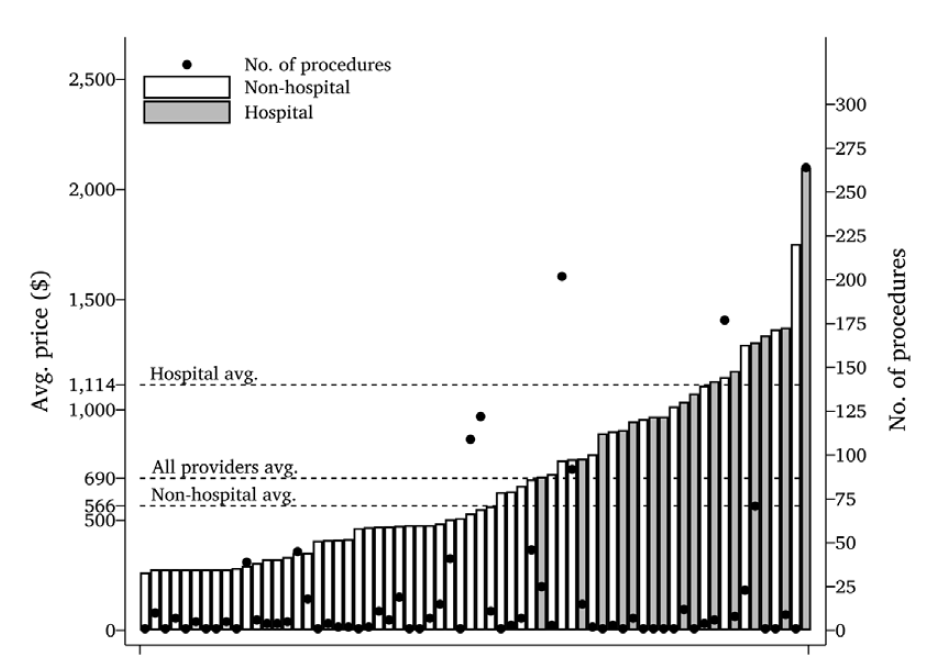 No. of procedures
Non-hospital
Hospital
2,500
2,000
1,500
1,114
1,000
690
566
500
0
Avg. price ($)
Hospital avg.
All providers avg.
Non-hospital avg.
300
275
250
225
200
175
150
125
100
75
50
25
0
No. of procedures